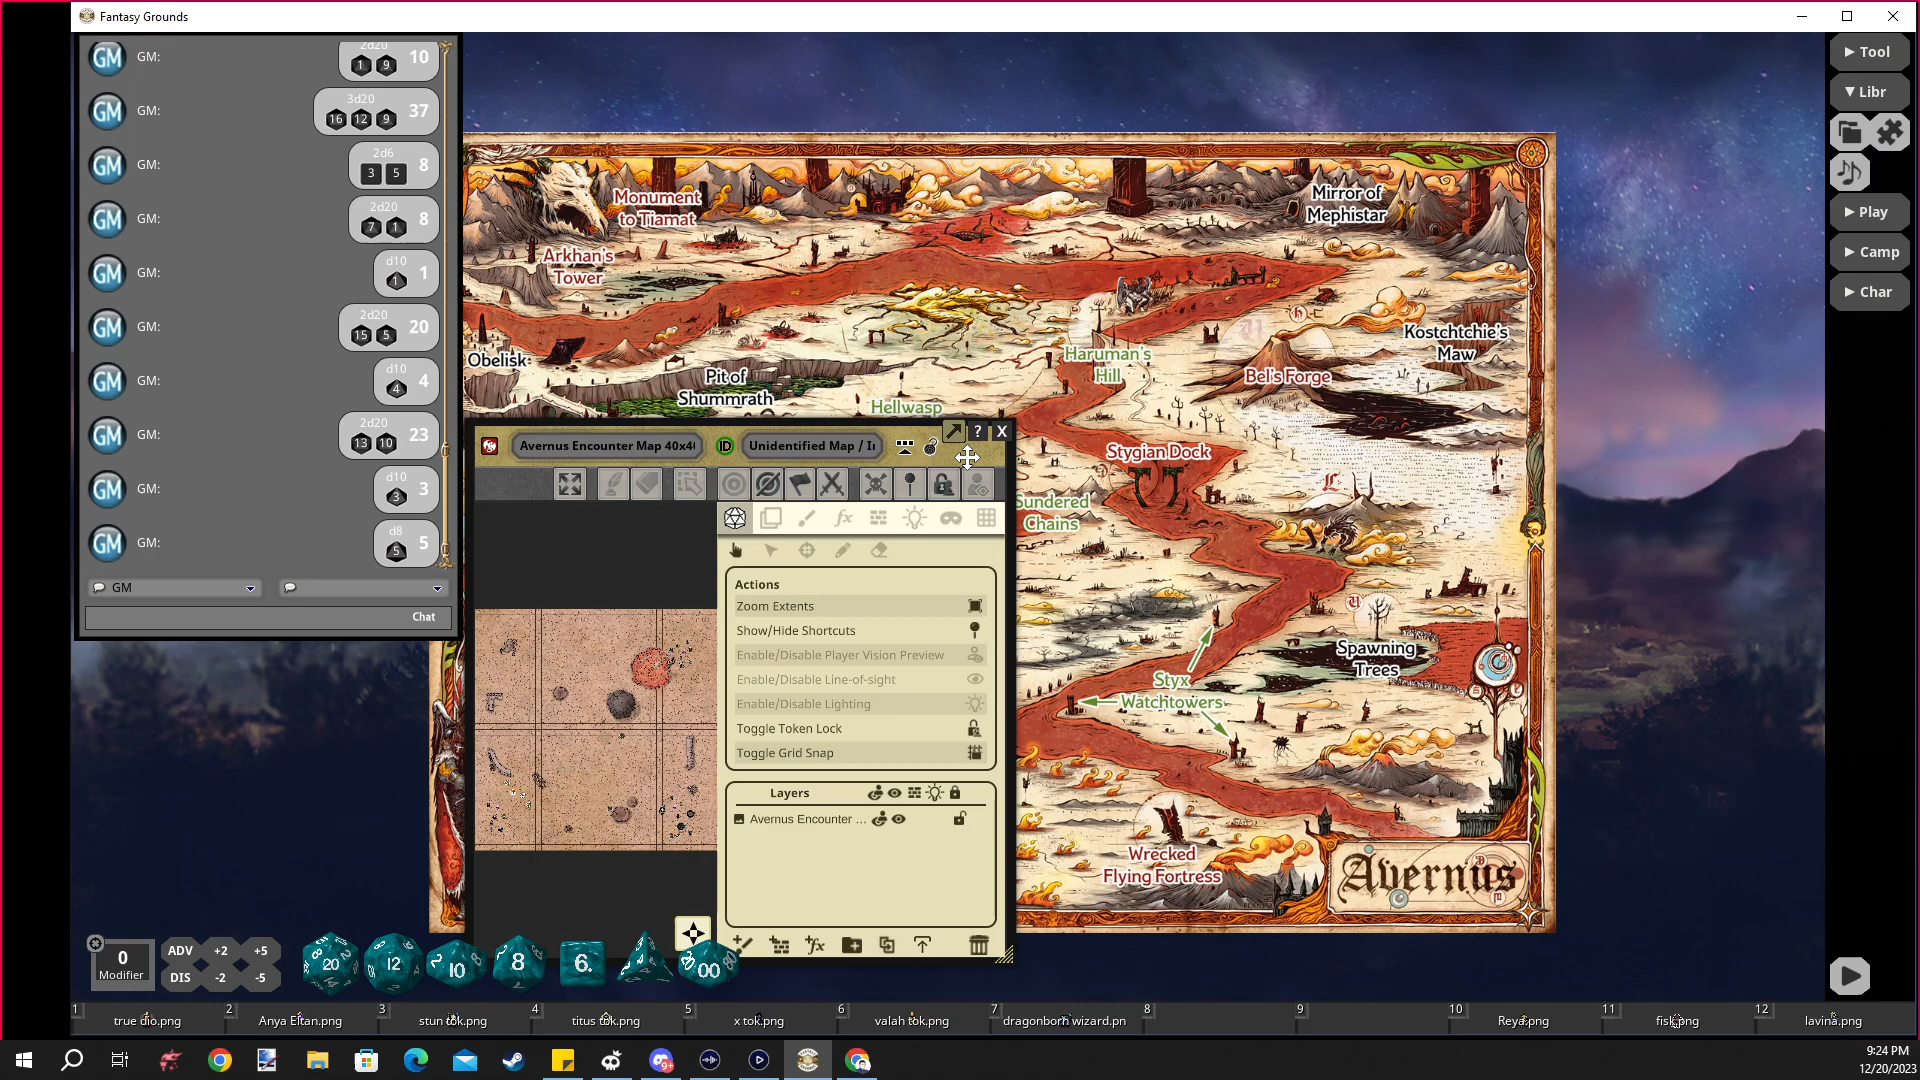 Fantasy Grounds
GM:
2d20
1 9
10
GM:
3d20
16 12 9
37
GM:
2d6
3 5
8
GM:
2d20
7 1
8
GM:
d10
1
1
GM:
2d20
15 5
20
GM:
d10
4
4
GM:
2d20
13 10
23
GM:
d10
3
3
GM:
d8
5
5
GM
Chat
Monument
to Tiamat
Arkhan's
Tower
Mirror of
Mephistar
Obelisk
Pit of
Shummrath
Hellwasp
Haruman's
Hill
Bel's Forge
Kostchtchie's
Maw
Stygian Dock
Sundered
Chains
Spawning
Trees
Styx
Watchtowers
Wrecked
Flying Fortress
Avernus
Avernus Encounter Map 40x4
ID
Unidentified Map / I
?
X
Actions
Zoom Extents
Show/Hide Shortcuts
Enable/Disable Player Vision Preview
Enable/Disable Line-of-sight
Enable/Disable Lighting
Toggle Token Lock
Toggle Grid Snap
Layers
Avernus Encounter ...
Tool
Libr
Play
Camp
Char
0
Modifier
ADV
+2
+5
DIS
-2
-5
20
12
10
8
6.
00
1
2
3
4
5
6
7
8
9
10
11
12
true dio.png
Anya Eltan.png
stun tok.png
titus tok.png
x tok.png
valah tok.png
dragonborn wizard.pn
Reya.png
lavina.png
9+
9:24 PM
12/20/2023